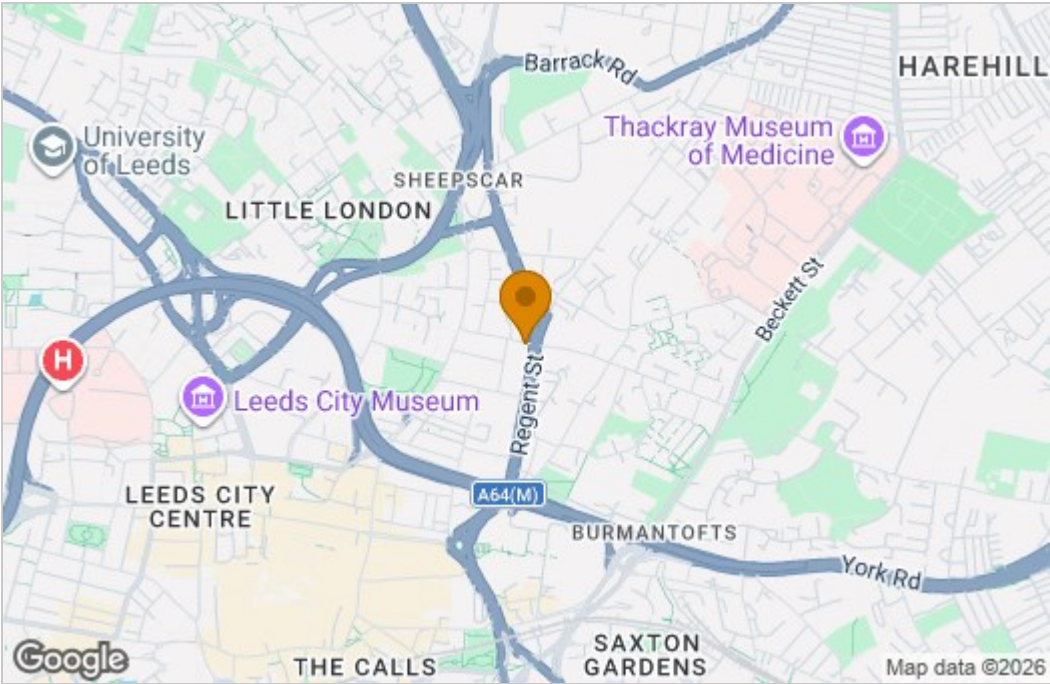 Barrack Rd
HAREHILL
University
of Leeds
Thackray Museum
of Medicine
SHEEPSCAR
LITTLE LONDON
Beckett St
H
Leeds City Museum
Regent St
A64(M)
LEEDS CITY
CENTRE
BURMANTOFTS
York Rd
SAXTON
GARDENS
THE CALLS
Google
Map data ©2026